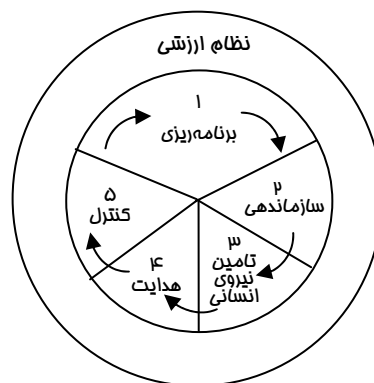 نظام ارزشی
۱
برنامه‌ریزی
۲
سازماندهی
۳
تامین
نیروی
انسانی
۴
هدایت
۵
کنترل